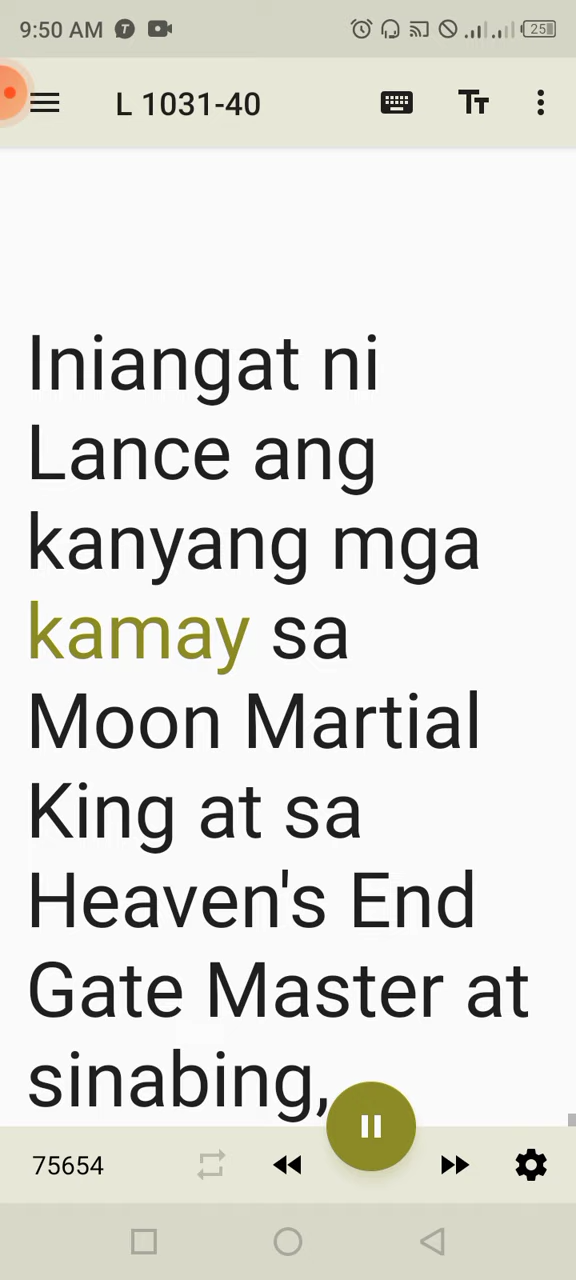 9:50 AM
25
L 1031-40
Iniangat ni
Lance ang
kanyang mga
kamay sa
Moon Martial
King at sa
Heaven's End
Gate Master at
sinabing,
75654